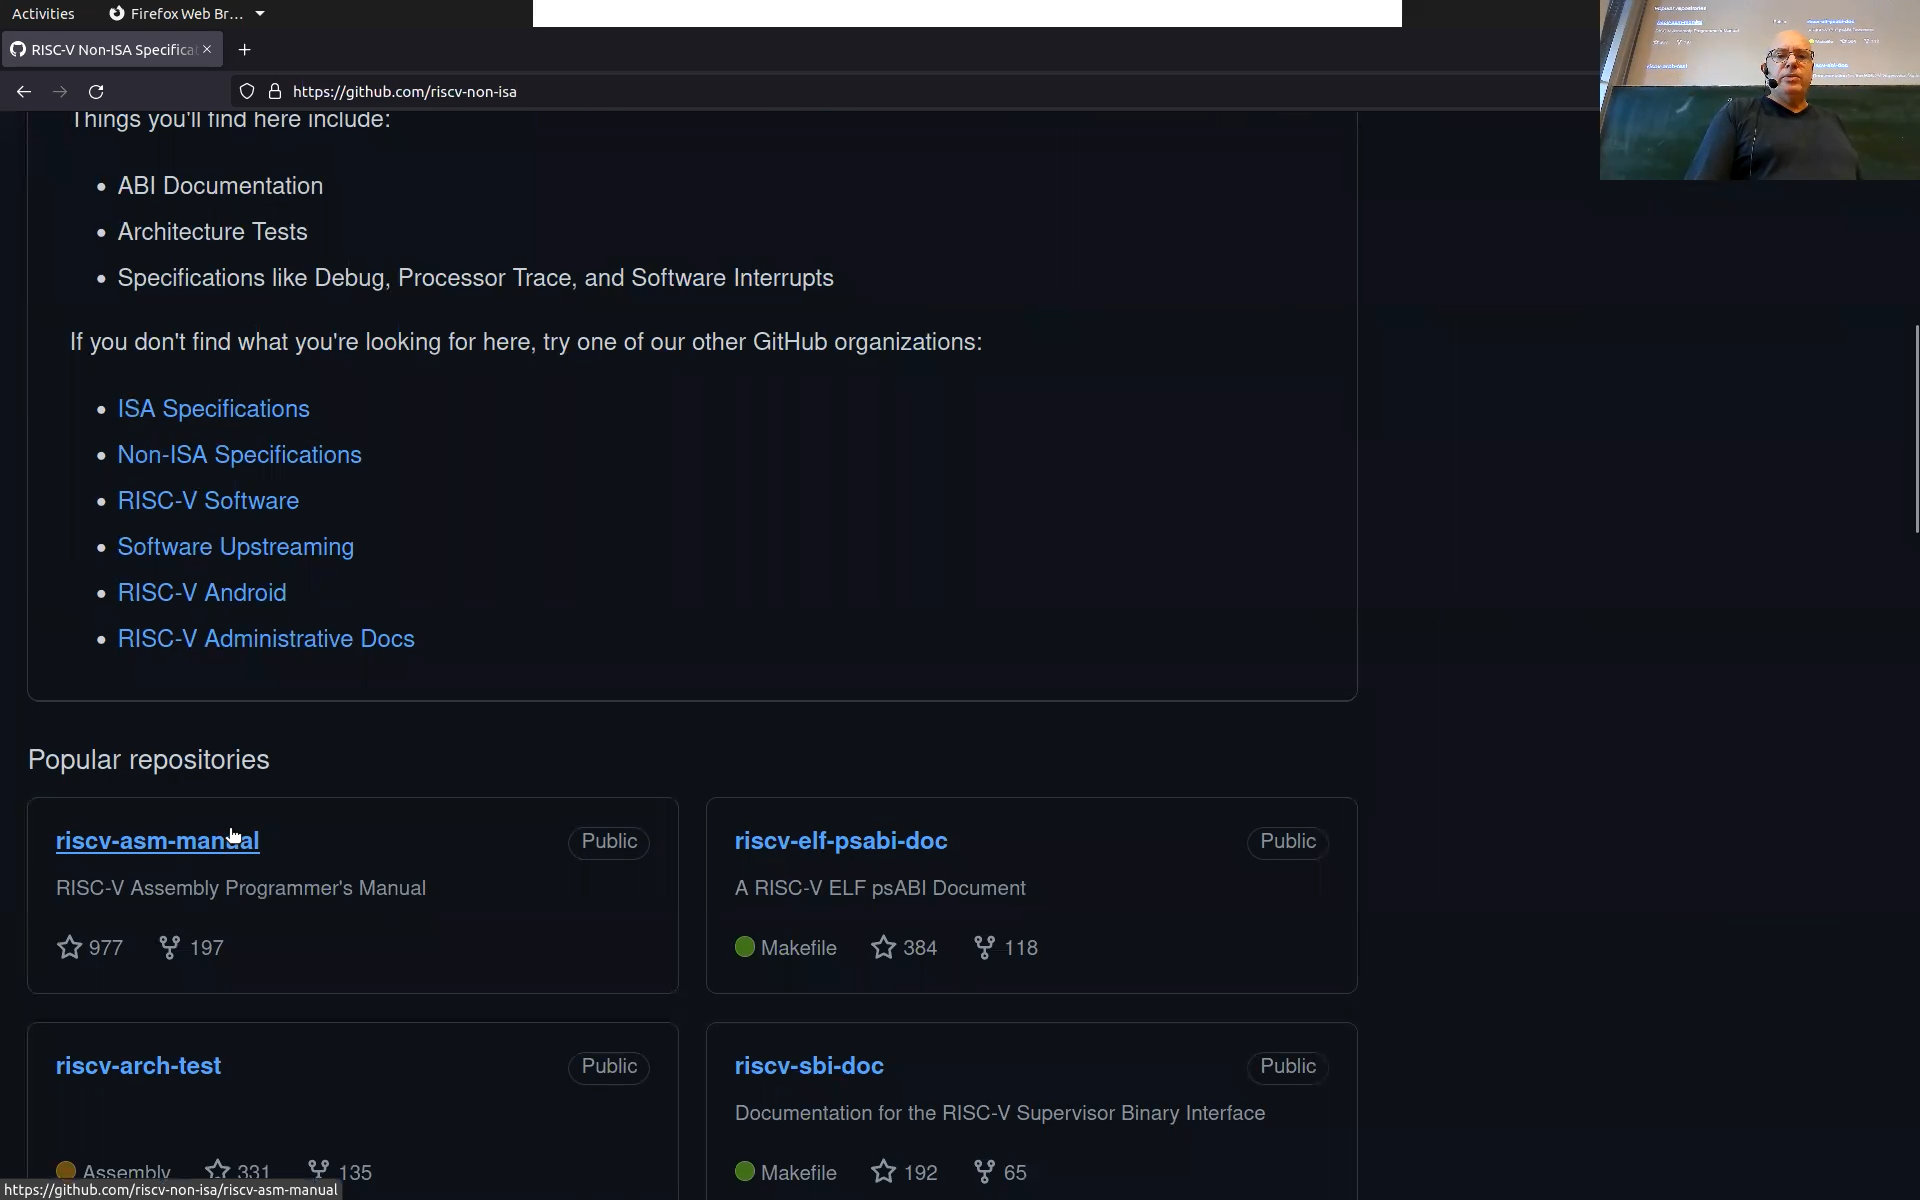 Activities
Firefox Web Br...
RISC-V Non-ISA Specifica
https://github.com/riscv-non-isa
Things you'll find here include:
ABI Documentation
Architecture Tests
Specifications like Debug, Processor Trace, and Software Interrupts
If you don't find what you're looking for here, try one of our other GitHub organizations:
ISA Specifications
Non-ISA Specifications
RISC-V Software
Software Upstreaming
RISC-V Android
RISC-V Administrative Docs
Popular repositories
riscv-asm-manual Public
RISC-V Assembly Programmer's Manual
977 197
riscv-elf-psabi-doc Public
A RISC-V ELF psABI Document
Makefile 384 118
riscv-arch-test Public
Assembly 331 135
riscv-sbi-doc Public
Documentation for the RISC-V Supervisor Binary Interface
Makefile 192 65
https://github.com/riscv-non-isa/riscv-asm-manual